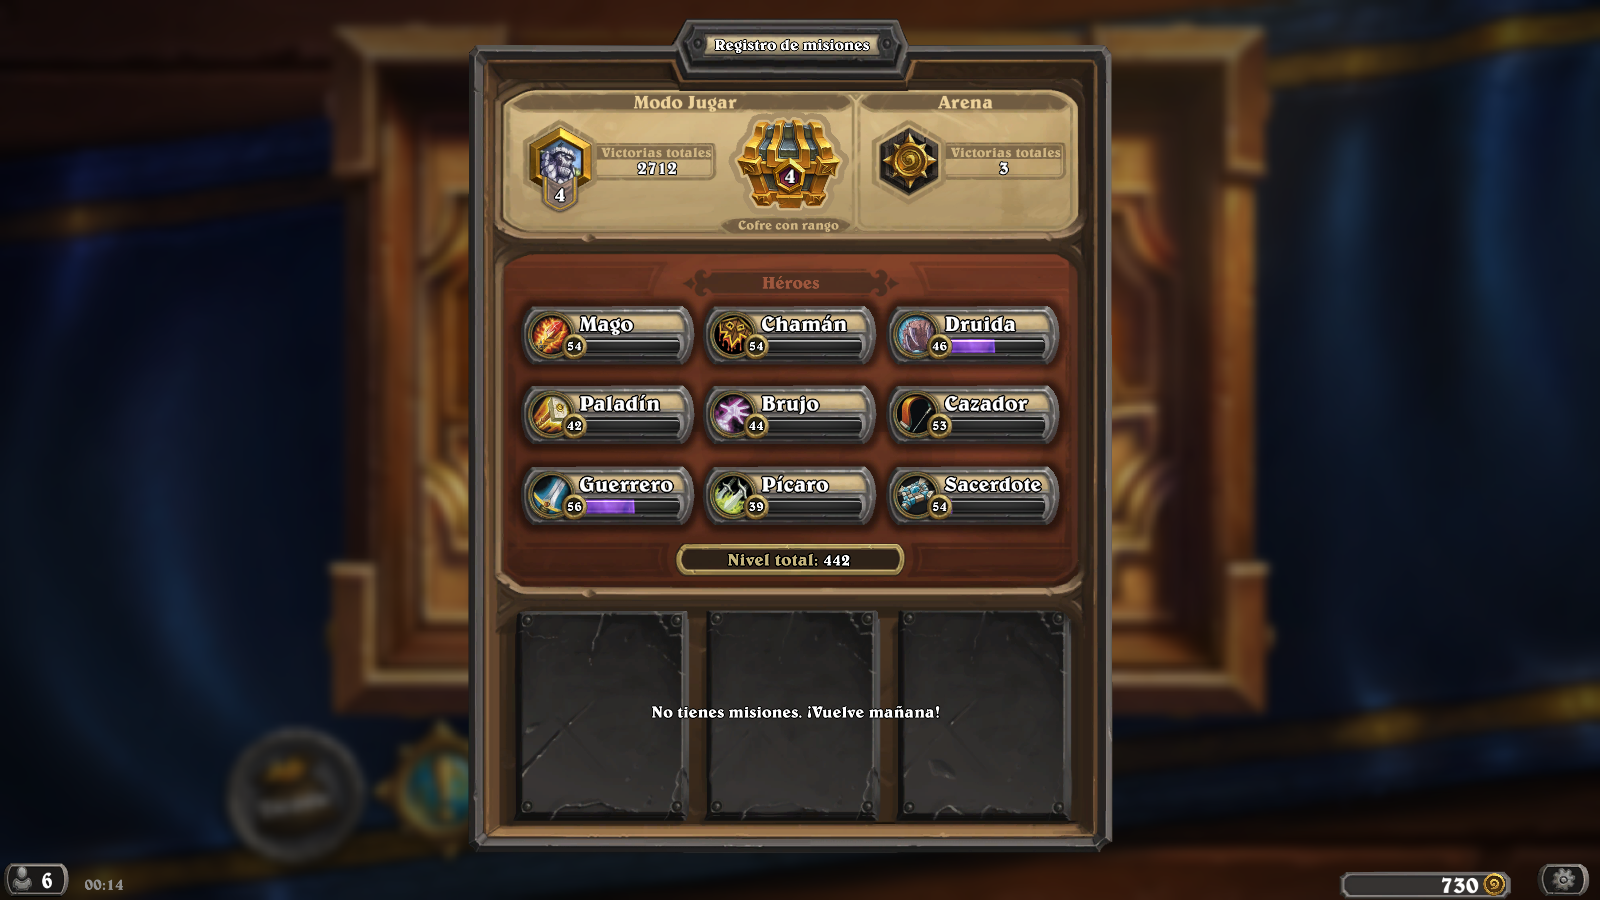 Registro de misiones
Modo Jugar
Arena
Victorias totales
2712
4
4
Cofre con rango
Victorias totales
3
Héroes
Mago
54
Chamán
54
Druida
46
Paladín
42
Brujo
44
Cazador
53
Guerrero
56
Pícaro
39
Sacerdote
54
Nivel total: 442
No tienes misiones. ¡Vuelve mañana!
6
00:14
730